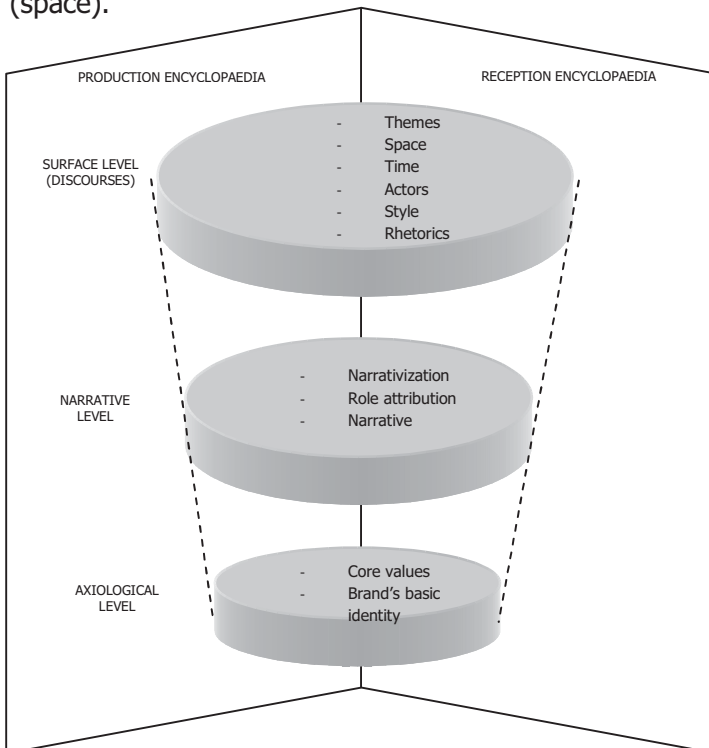 (space).
PRODUCTION ENCYCLOPAEDIA
RECEPTION ENCYCLOPAEDIA
SURFACE LEVEL
(DISCOURSES)
- Themes
- Space
- Time
- Actors
- Style
- Rhetorics
NARRATIVE
LEVEL
- Narrativization
- Role attribution
- Narrative
AXIOLOGICAL
LEVEL
- Core values
- Brand's basic
identity